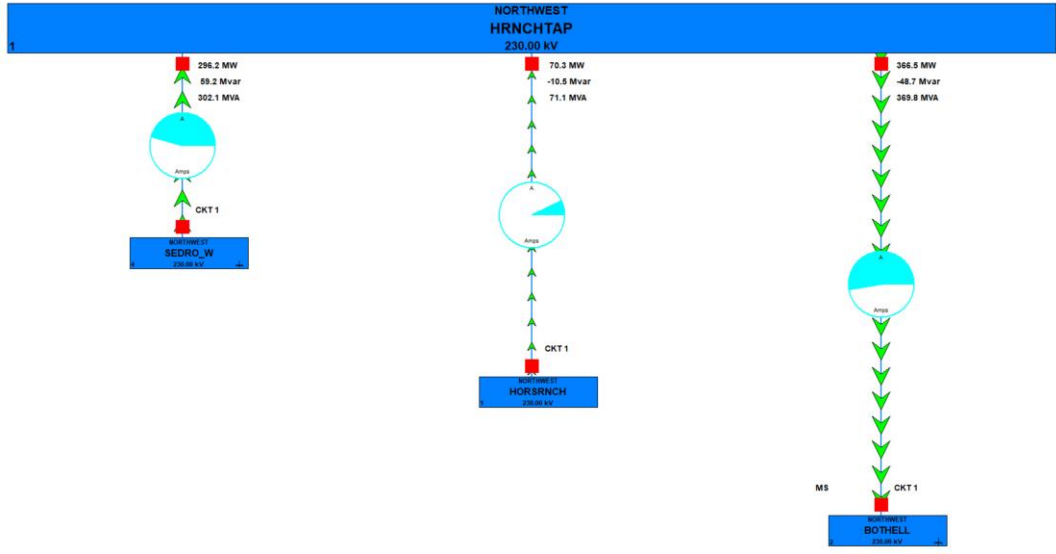 NORTHWEST
HRNCHTAP
1
230.00 kV
296.2 MW
59.2 Mvar
302.1 MVA
70.3 MW
-10.5 Mvar
71.1 MVA
366.5 MW
-48.7 Mvar
369.8 MVA
A
Amps
CKT 1
NORTHWEST
SEDRO_W
4
230.00 kV
A
Amps
CKT 1
NORTHWEST
HORSRNCH
3
230.00 kV
A
Amps
MS
CKT 1
NORTHWEST
BOTHELL
2
230.00 kV